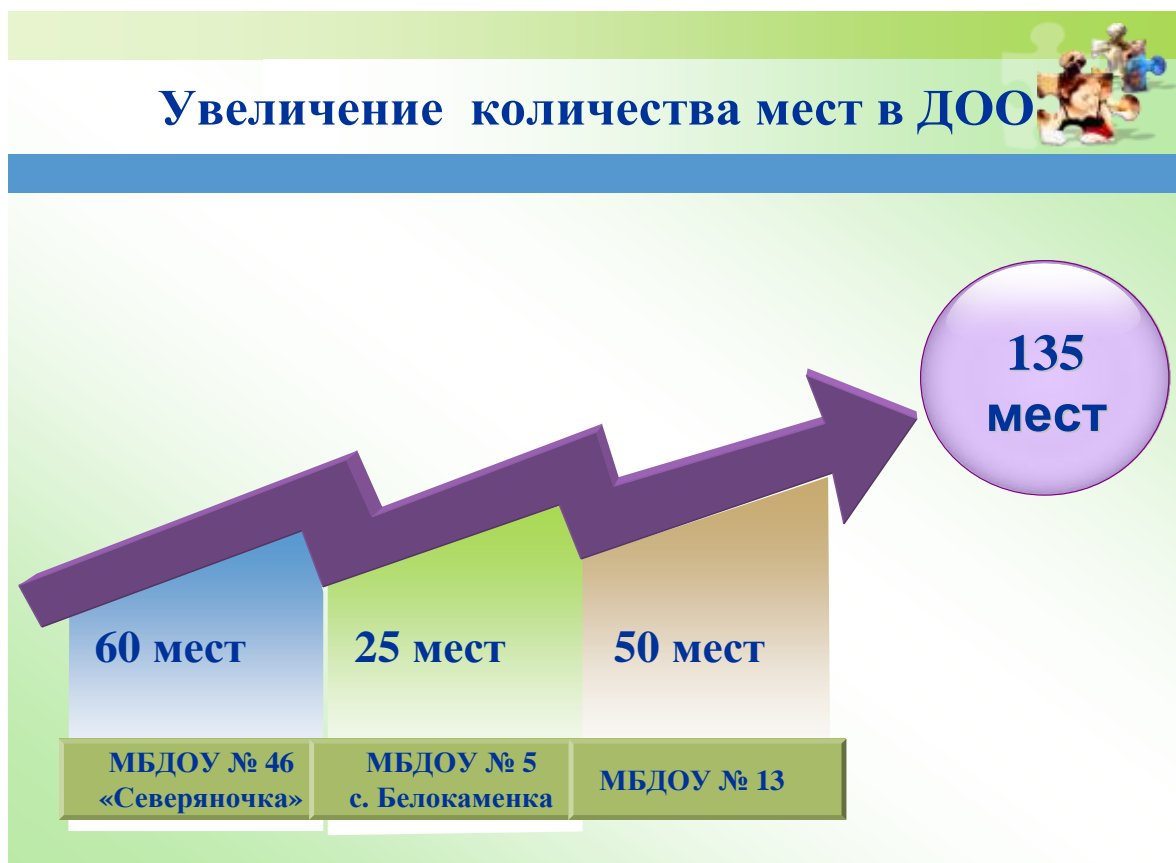 Увеличение количества мест в ДОО
135
мест
60 мест
25 мест
50 мест
МБДОУ № 46
«Северяночка»
МБДОУ № 5
с. Белокаменка
МБДОУ № 13